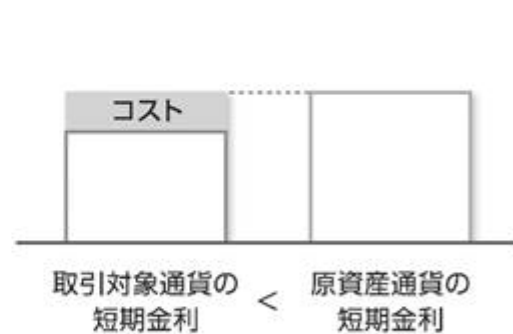 コスト
取引対象通貨の
短期金利
<
原資産通貨の
短期金利